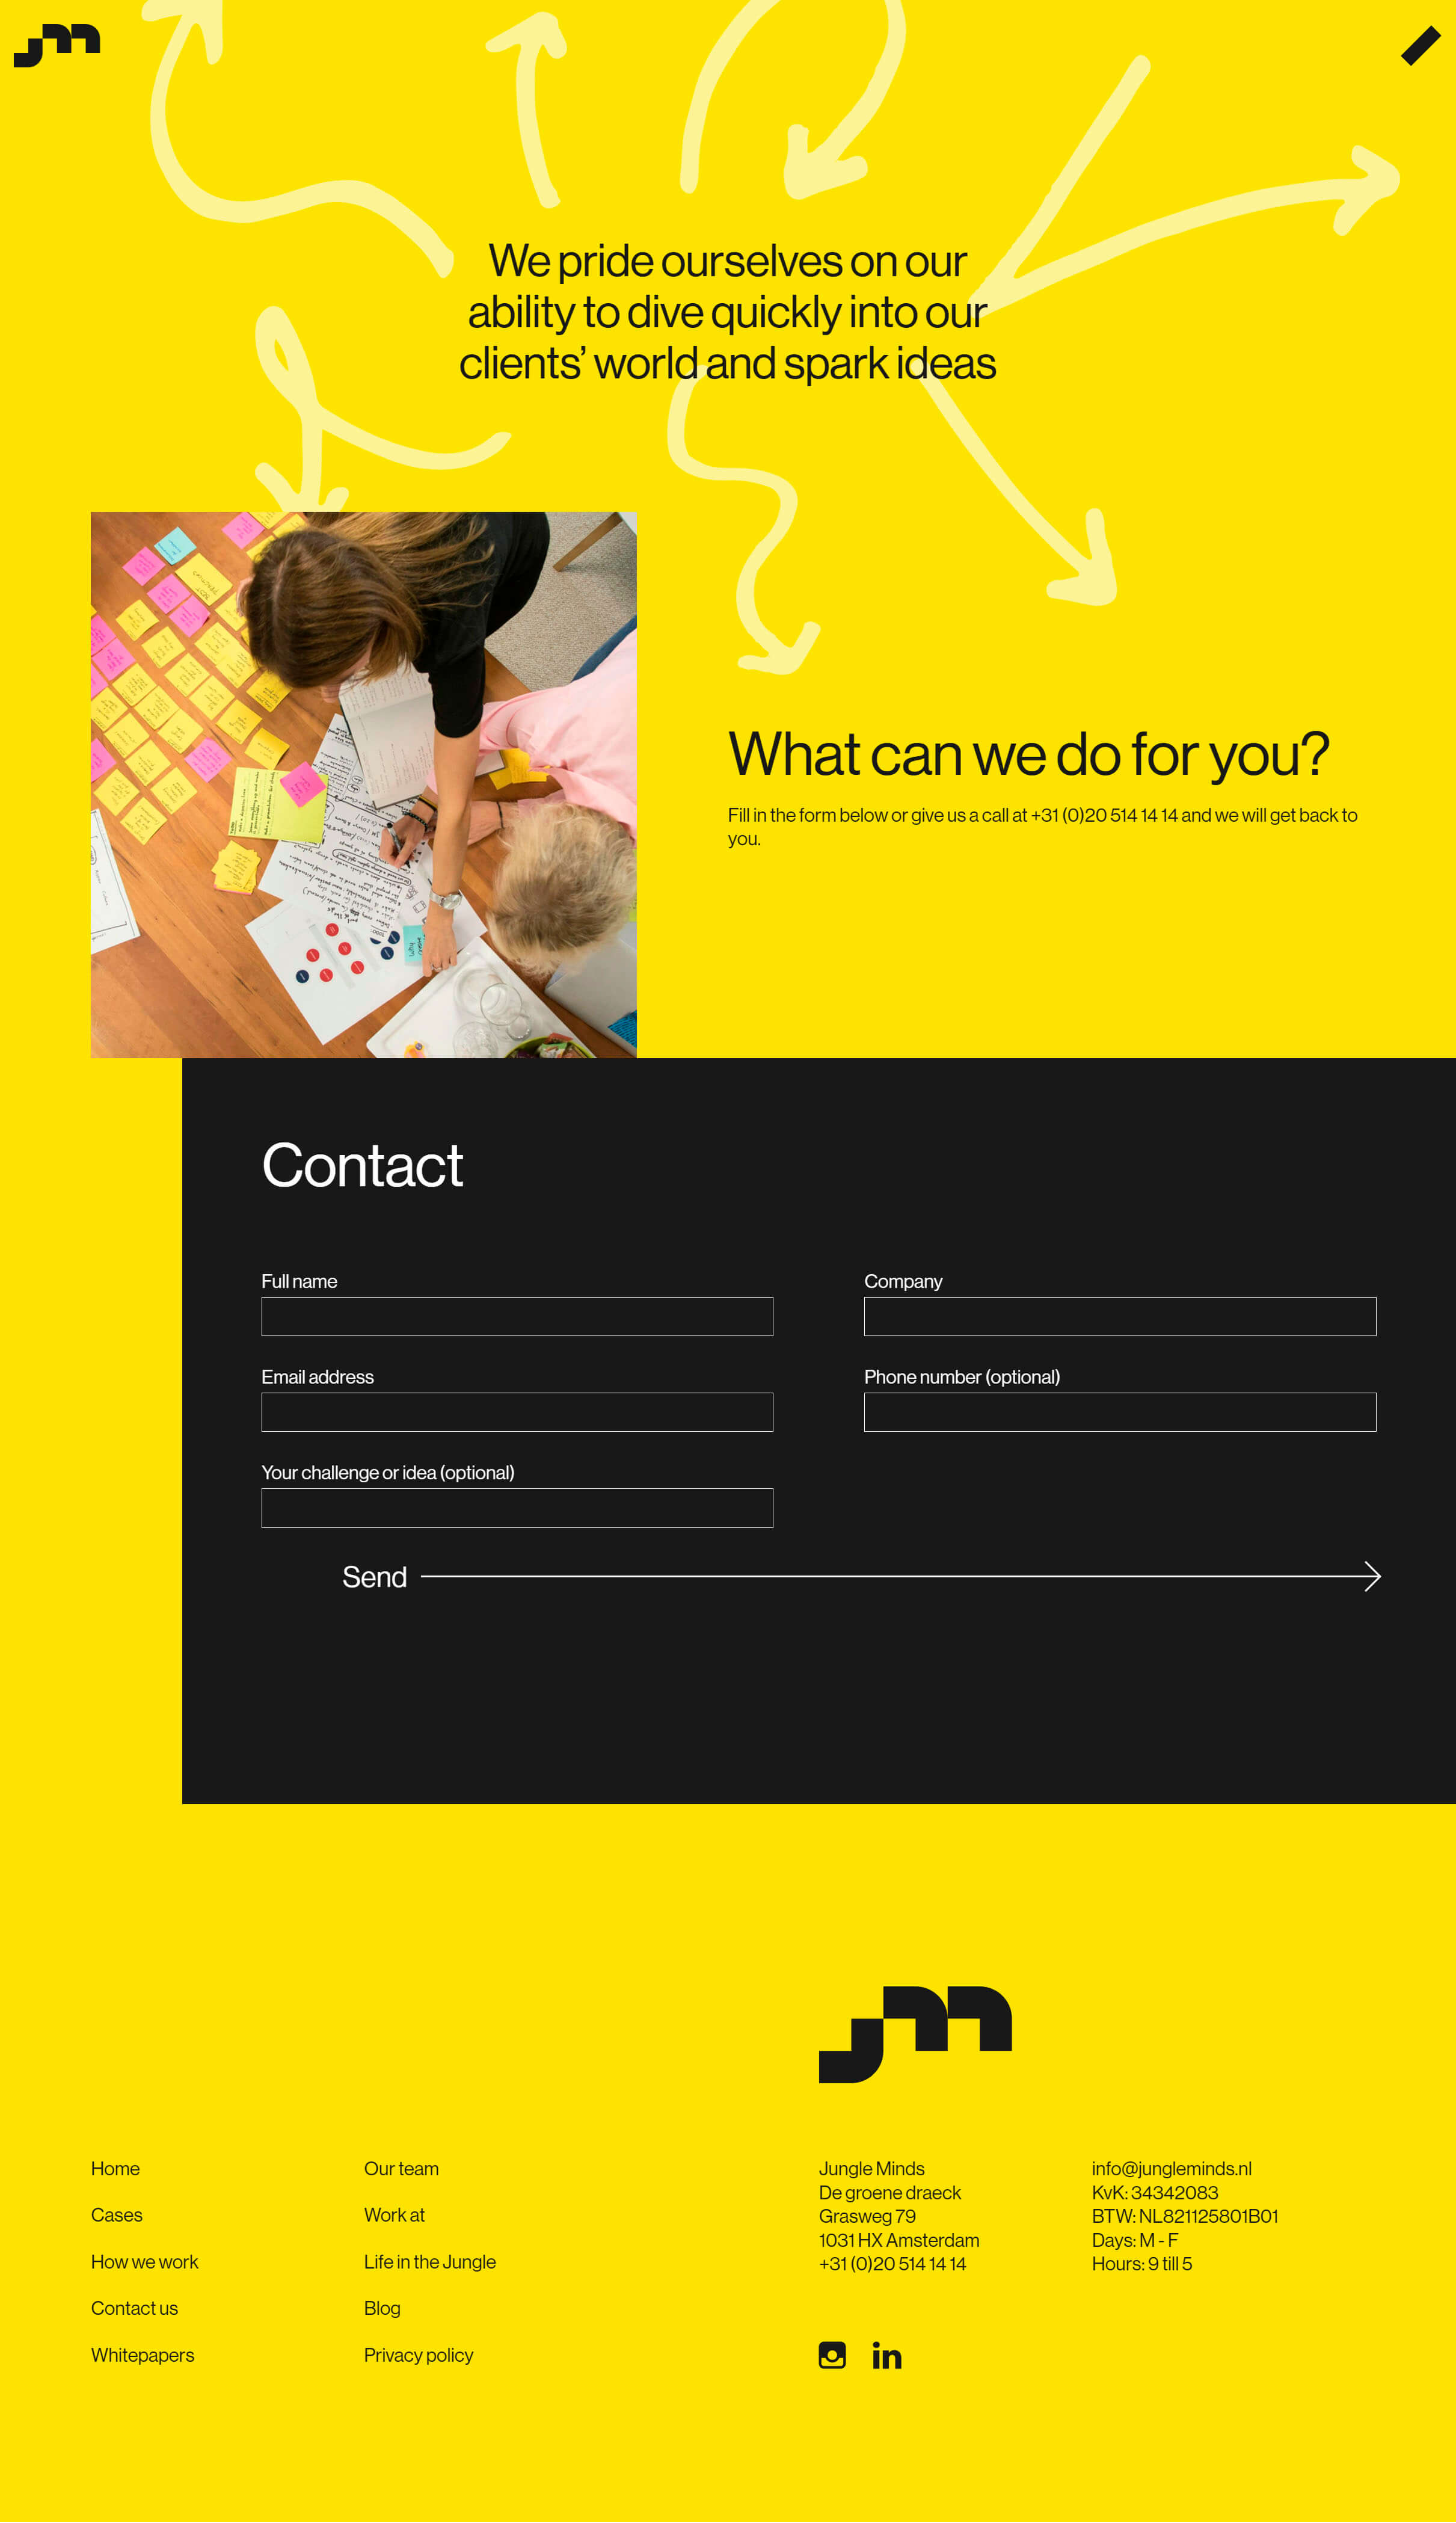 jm
We pride ourselves on our
ability to dive quickly into our
clients’ world and spark ideas
What can we do for you?
Fill in the form below or give us a call at +31 (0)20 514 14 14 and we will get back to
you.
Contact
Full name
Company
Email address
Phone number (optional)
Your challenge or idea (optional)
Send
jm
Home
Cases
How we work
Contact us
Whitepapers
Our team
Work at
Life in the Jungle
Blog
Privacy policy
Jungle Minds
De groene draeck
Grasweg 79
1031 HX Amsterdam
+31 (0)20 514 14 14
info@jungleminds.nl
KvK: 34342083
BTW: NL821125801B01
Days: M - F
Hours: 9 till 5
in